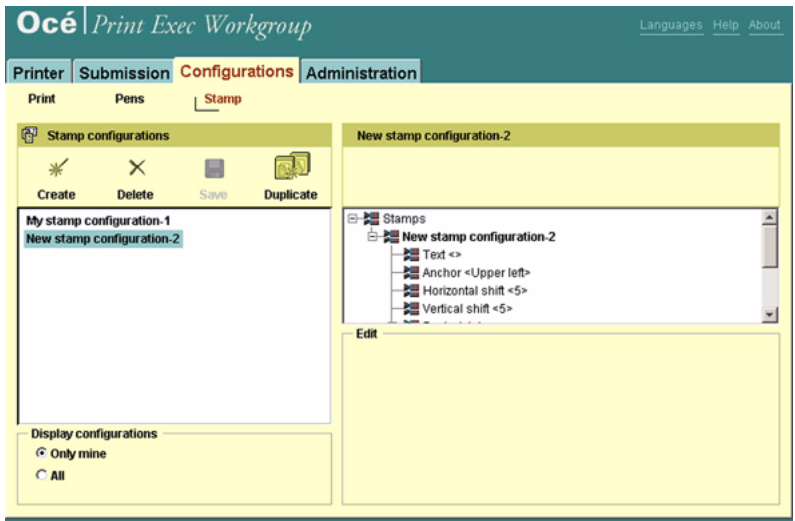 Océ Print Exec Workgroup
Languages Help About
Printer Submission Configurations Administration
Print Pens Stamp
Stamp configurations
New stamp configuration-2
Create Delete Save Duplicate
My stamp configuration-1
New stamp configuration-2
Stamps
New stamp configuration-2
Text <>
Anchor <Upper left>
Horizontal shift <5>
Vertical shift <5>
Edit
Display configurations
Only mine
All